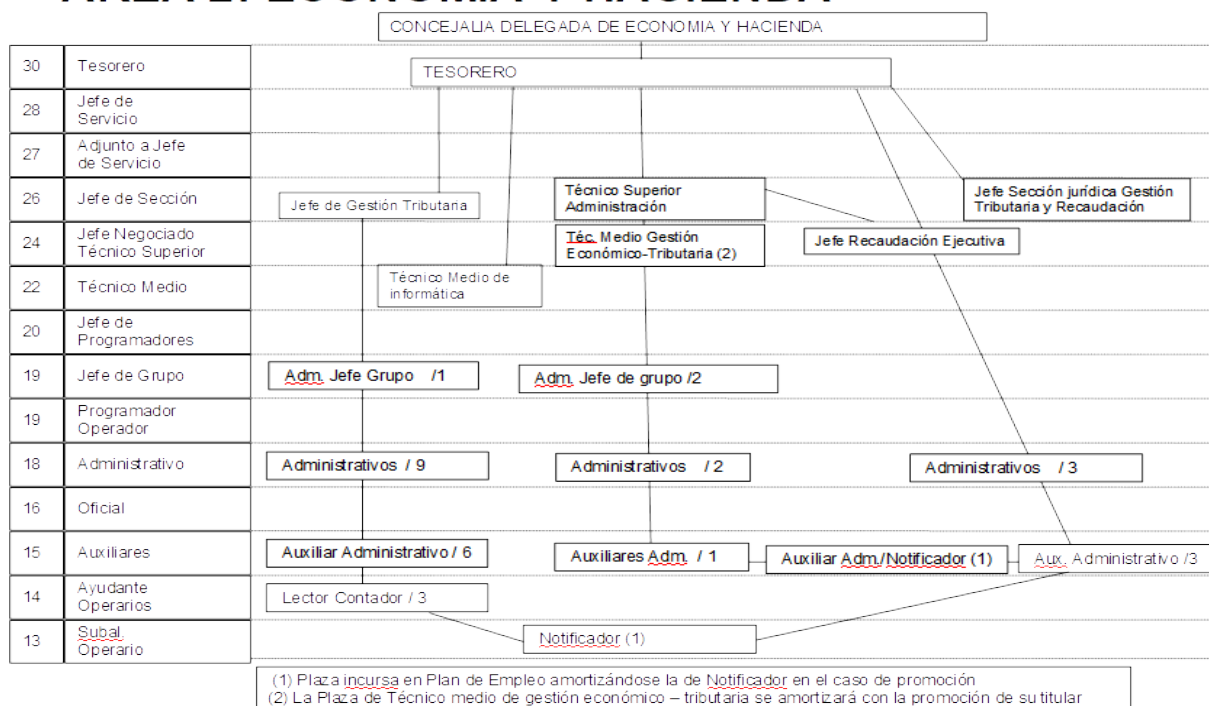 CONCEJALIA DELEGADA DE ECONOMIA Y HACIENDA
30 Tesorero
TESORERO
28 Jefe de
Servicio
27 Adjunto a Jefe
de Servicio
26 Jefe de Sección
Jefe de Gestión Tributaria
Técnico Superior
Administración
Jefe Sección jurídica Gestión
Tributaria y Recaudación
24 Jefe Negociado
Técnico Superior
Téc. Medio Gestión
Económico-Tributaria (2)
Jefe Recaudación Ejecutiva
22 Técnico Medio
Técnico Medio de
informática
20 Jefe de
Programadores
19 Jefe de Grupo
Adm. Jefe Grupo /1
Adm. Jefe de grupo /2
19 Programador
Operador
18 Administrativo
Administrativos / 9
Administrativos / 2
Administrativos / 3
16 Oficial
15 Auxiliares
Auxiliar Administrativo / 6
Auxiliares Adm. / 1
Auxiliar Adm./Notificador (1)
Aux. Administrativo /3
14 Ayudante
Operarios
Lector Contador / 3
13 Subal.
Operario
Notificador (1)
(1) Plaza incursa en Plan de Empleo amortizándose la de Notificador en el caso de promoción
(2) La Plaza de Técnico medio de gestión económico – tributaria se amortizará con la promoción de su titular